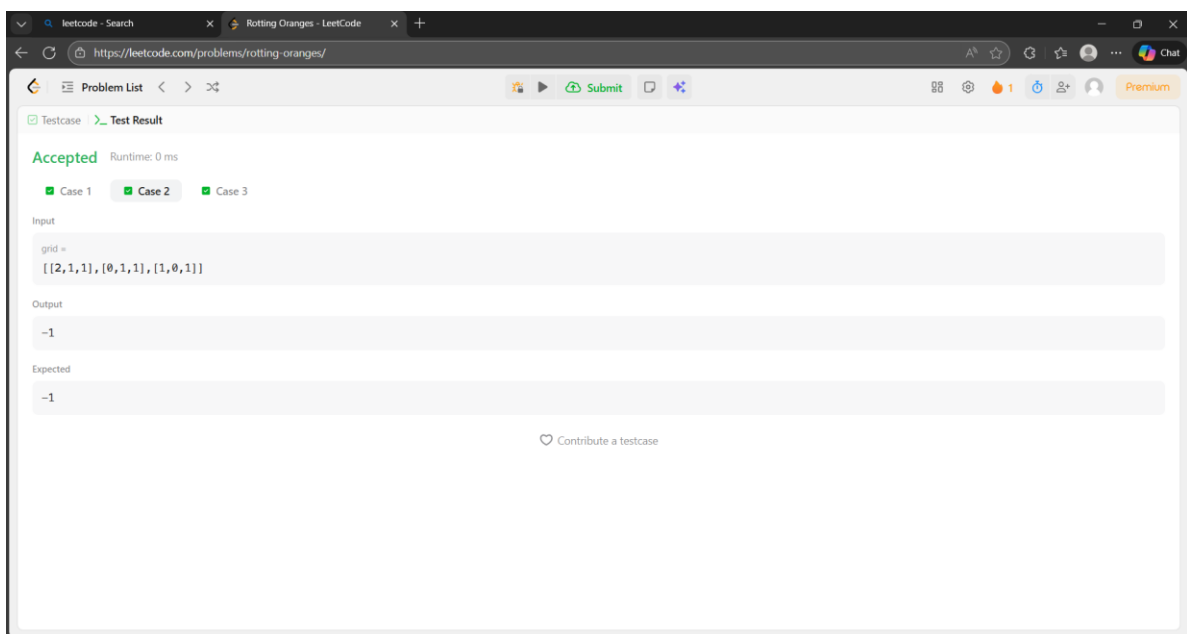 leetcode - Search
Rotting Oranges - LeetCode
https://leetcode.com/problems/rotting-oranges/
Chat
Problem List
Submit
1
Premium
Testcase
>_ Test Result
Accepted Runtime: 0 ms
Case 1 Case 2 Case 3
Input
grid =
[[2,1,1],[0,1,1],[1,0,1]]
Output
-1
Expected
-1
Contribute a testcase